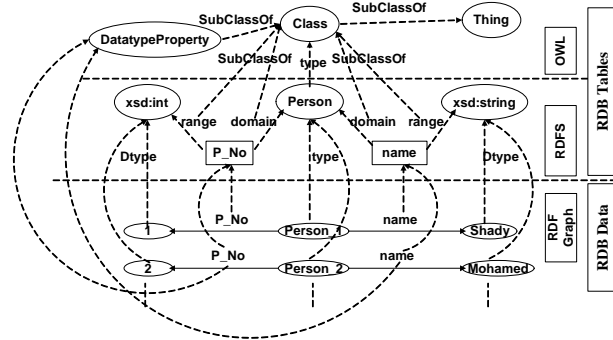 SubClassOf
SubClassOf
Class
Thing
DatatypeProperty
SubClassOf
SubClassOf
type
OWL
xsd:int
Person
xsd:string
range
domain
domain
range
RDFS
RDB Tables
Dtype
P_No
type
name
Dtype
P_No
name
1
Person_1
Shady
P_No
name
2
Person_2
Mohamed
RDF
Graph
RDB Data